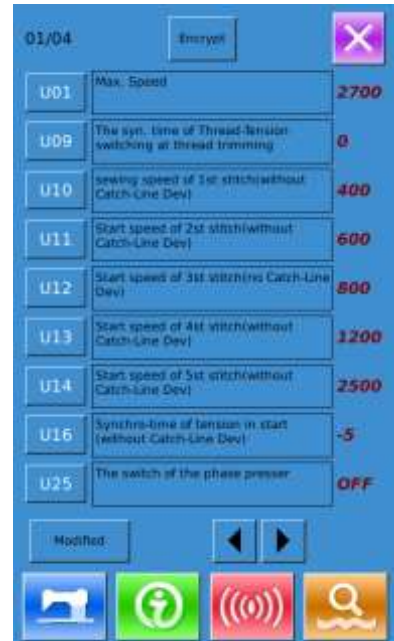 01/04
Encrypt
U01
Max. Speed
2700
U09
The syn. time of Thread-Tension
switching at thread trimming
0
U10
sewing speed of 1st stitch(without
Catch-Line Dev)
400
U11
Start speed of 2st stitch(without
Catch-Line Dev)
600
U12
Start speed of 3st stitch(no Catch-Line
Dev)
800
U13
Start speed of 4st stitch(without
Catch-Line Dev)
1200
U14
Start speed of 5st stitch(without
Catch-Line Dev)
2500
U16
Synchro-time of tension in start
(without Catch-Line Dev)
-5
U25
The switch of the phase presser
OFF
Modified